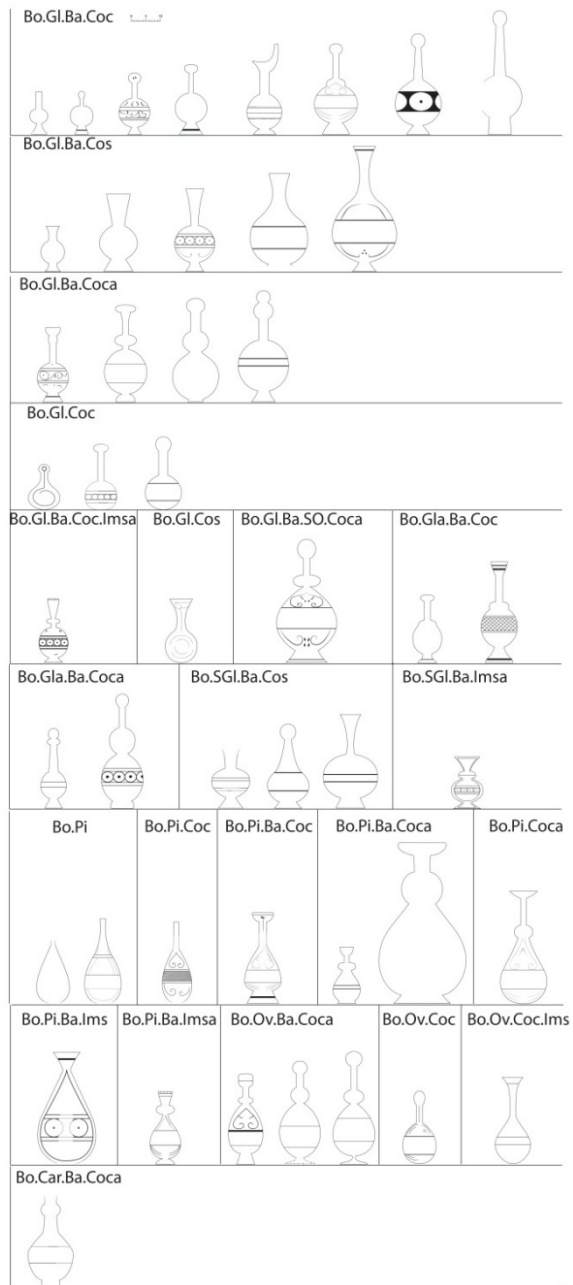 Bo.Gl.Ba.Coc
Bo.Gl.Ba.Cos
Bo.Gl.Ba.Coca
Bo.Gl.Coc
Bo.Gl.Ba.Coc.Imsa Bo.Gl.Cos Bo.Gl.Ba.SO.Coca Bo.Gla.Ba.Coc
Bo.Gla.Ba.Coca Bo.SGl.Ba.Cos Bo.SGl.Ba.Imsa
Bo.Pi Bo.Pi.Coc Bo.Pi.Ba.Coc Bo.Pi.Ba.Coca Bo.Pi.Coca
Bo.Pi.Ba.Ims Bo.Pi.Ba.Imsa Bo.Ov.Ba.Coca Bo.Ov.Coc Bo.Ov.Coc.Ims
Bo.Car.Ba.Coca